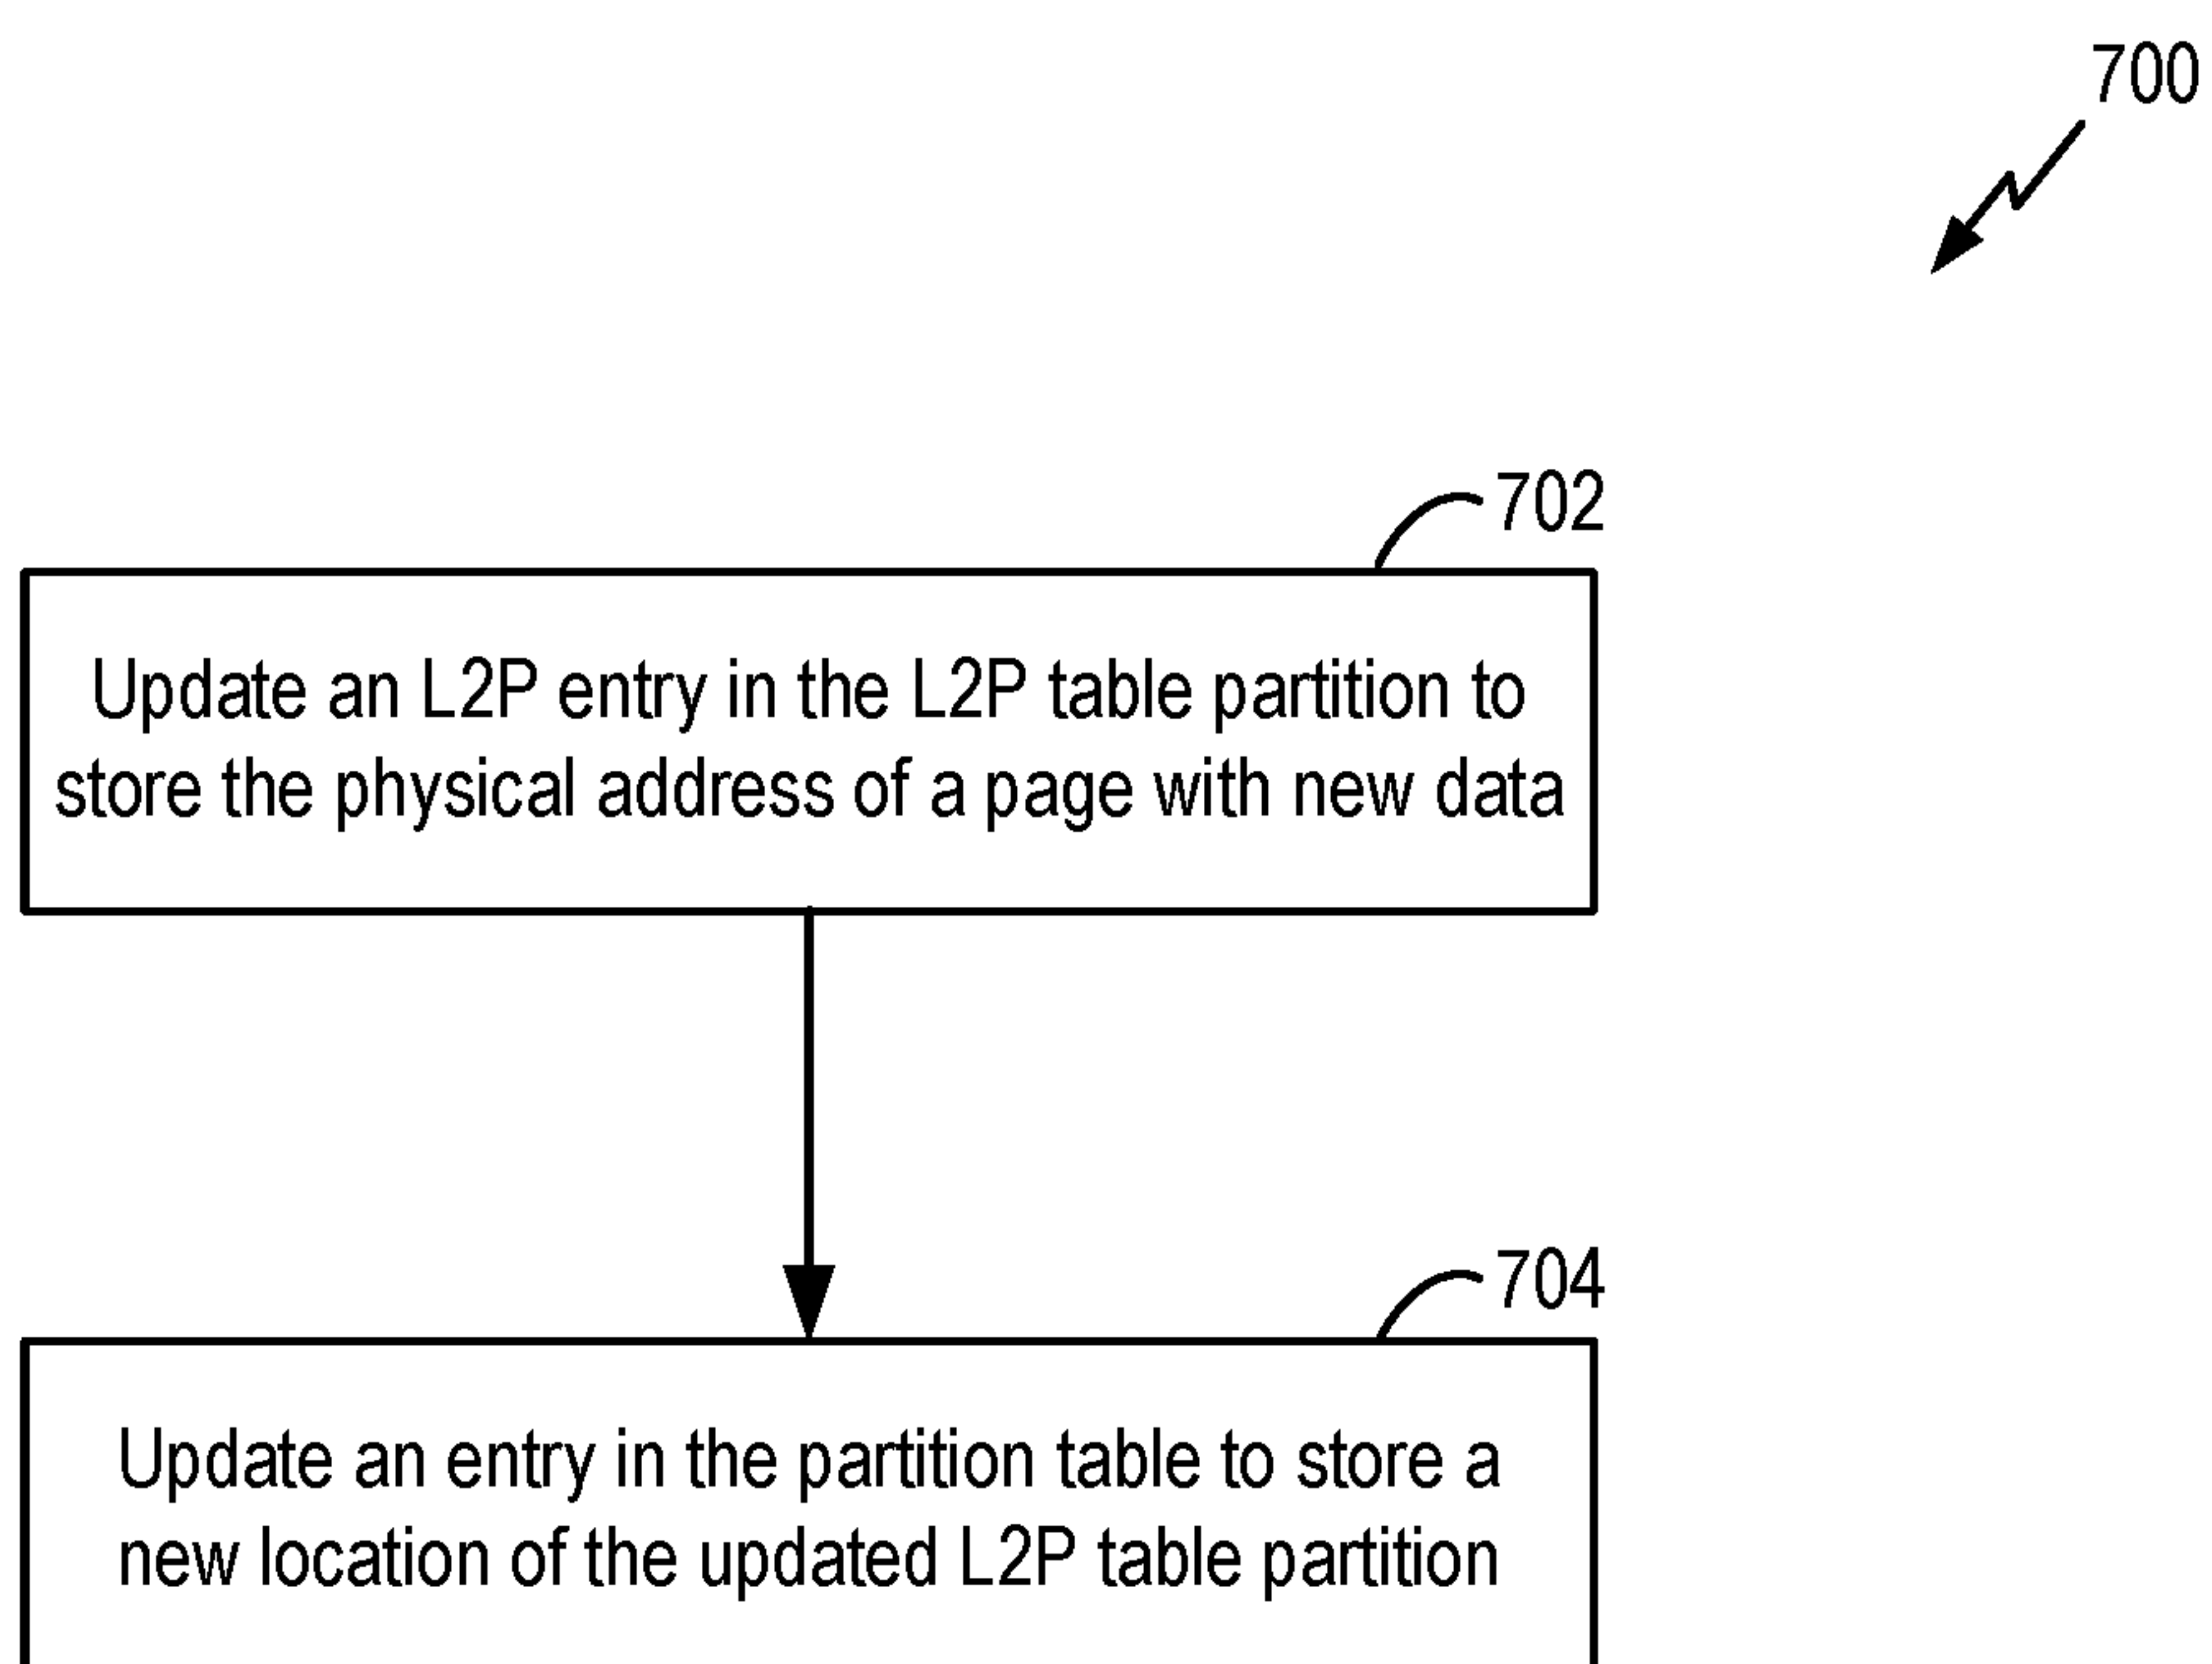 700
702
Update an L2P entry in the L2P table partition to
store the physical address of a page with new data
704
Update an entry in the partition table to store a
new location of the updated L2P table partition